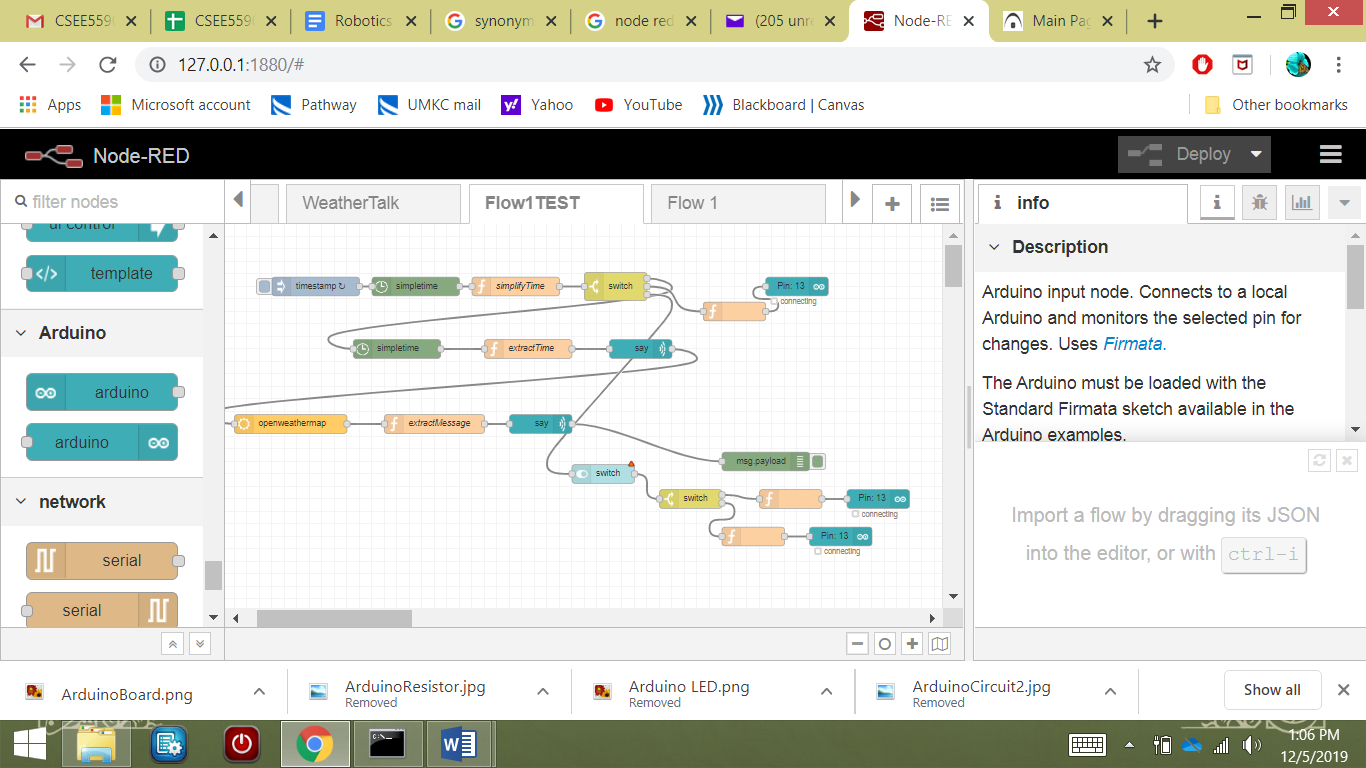 CSEE5590
CSEE5590
Robotics
synonym
node red
(205 unre
Node-RE
Main Pag
127.0.0.1:1880/#
Apps
Microsoft account
Pathway
UMKC mail
Yahoo
YouTube
Blackboard | Canvas
Other bookmarks
Node-RED
Deploy
filter nodes
WeatherTalk
Flow1TEST
Flow 1
info
ui control
template
Arduino
arduino
arduino
network
serial
serial
timestamp ↻
simpletime
simplifyTime
switch
Pin: 13
connecting
simpletime
extractTime
say
openweathermap
extractMessage
say
msg.payload
switch
switch
Pin: 13
connecting
Pin: 13
connecting
Description
Arduino input node. Connects to a local
Arduino and monitors the selected pin for
changes. Uses Firmata.
The Arduino must be loaded with the
Standard Firmata sketch available in the
Arduino examples.
Import a flow by dragging its JSON
into the editor, or with ctrl-i
ArduinoBoard.png
ArduinoResistor.jpg
Removed
Arduino LED.png
Removed
ArduinoCircuit2.jpg
Removed
Show all
1:06 PM
12/5/2019